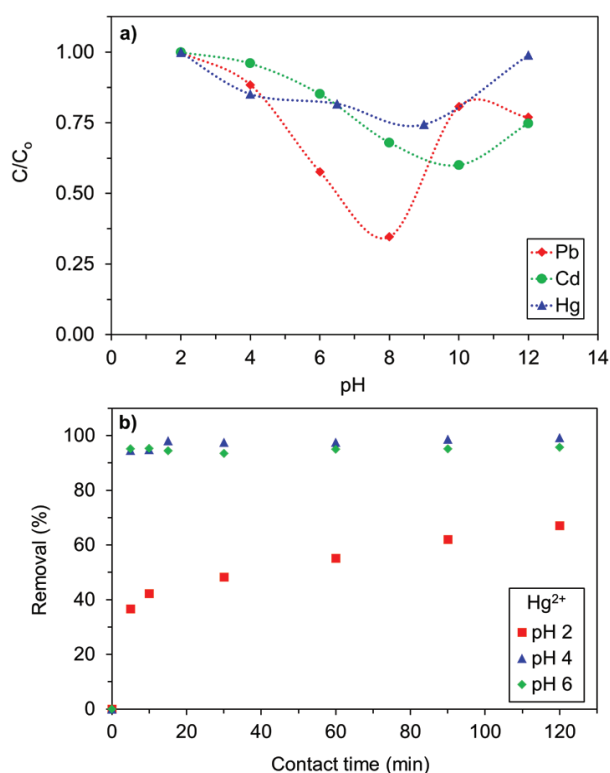 a)
1.00
0.75
0.50
0.25
0.00
C/Co
0 2 4 6 8 10 12 14
pH
Pb
Cd
Hg
b)
100
80
60
40
20
0
Removal (%)
0 20 40 60 80 100 120
Contact time (min)
Hg2+
pH 2
pH 4
pH 6